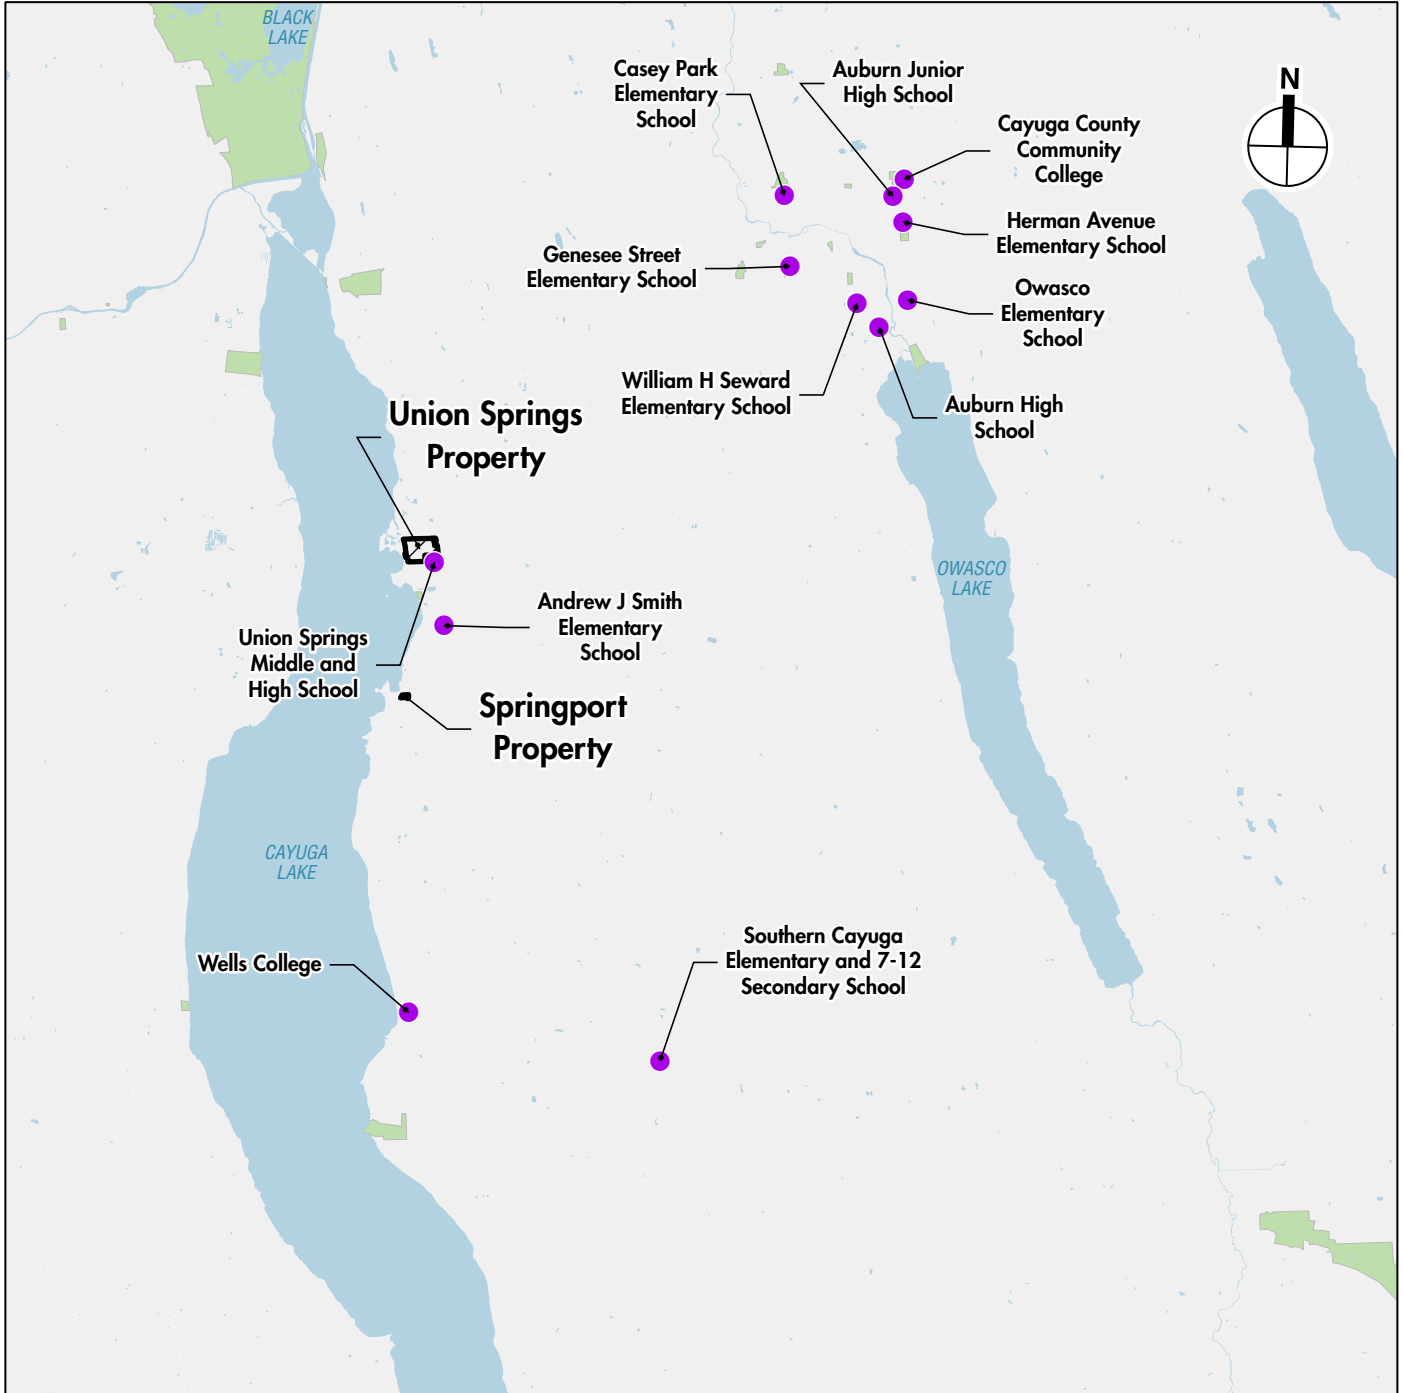 BLACK
LAKE
Casey Park
Elementary
School
Auburn Junior
High School
N
Cayuga County
Community
College
Herman Avenue
Elementary School
Genesee Street
Elementary School
Owasco
Elementary
School
William H Seward
Elementary School
Auburn High
School
Union Springs
Property
OWASCO
LAKE
Andrew J Smith
Elementary
School
Union Springs
Middle and
High School
Springport
Property
CAYUGA
LAKE
Southern Cayuga
Elementary and 7-12
Secondary School
Wells College